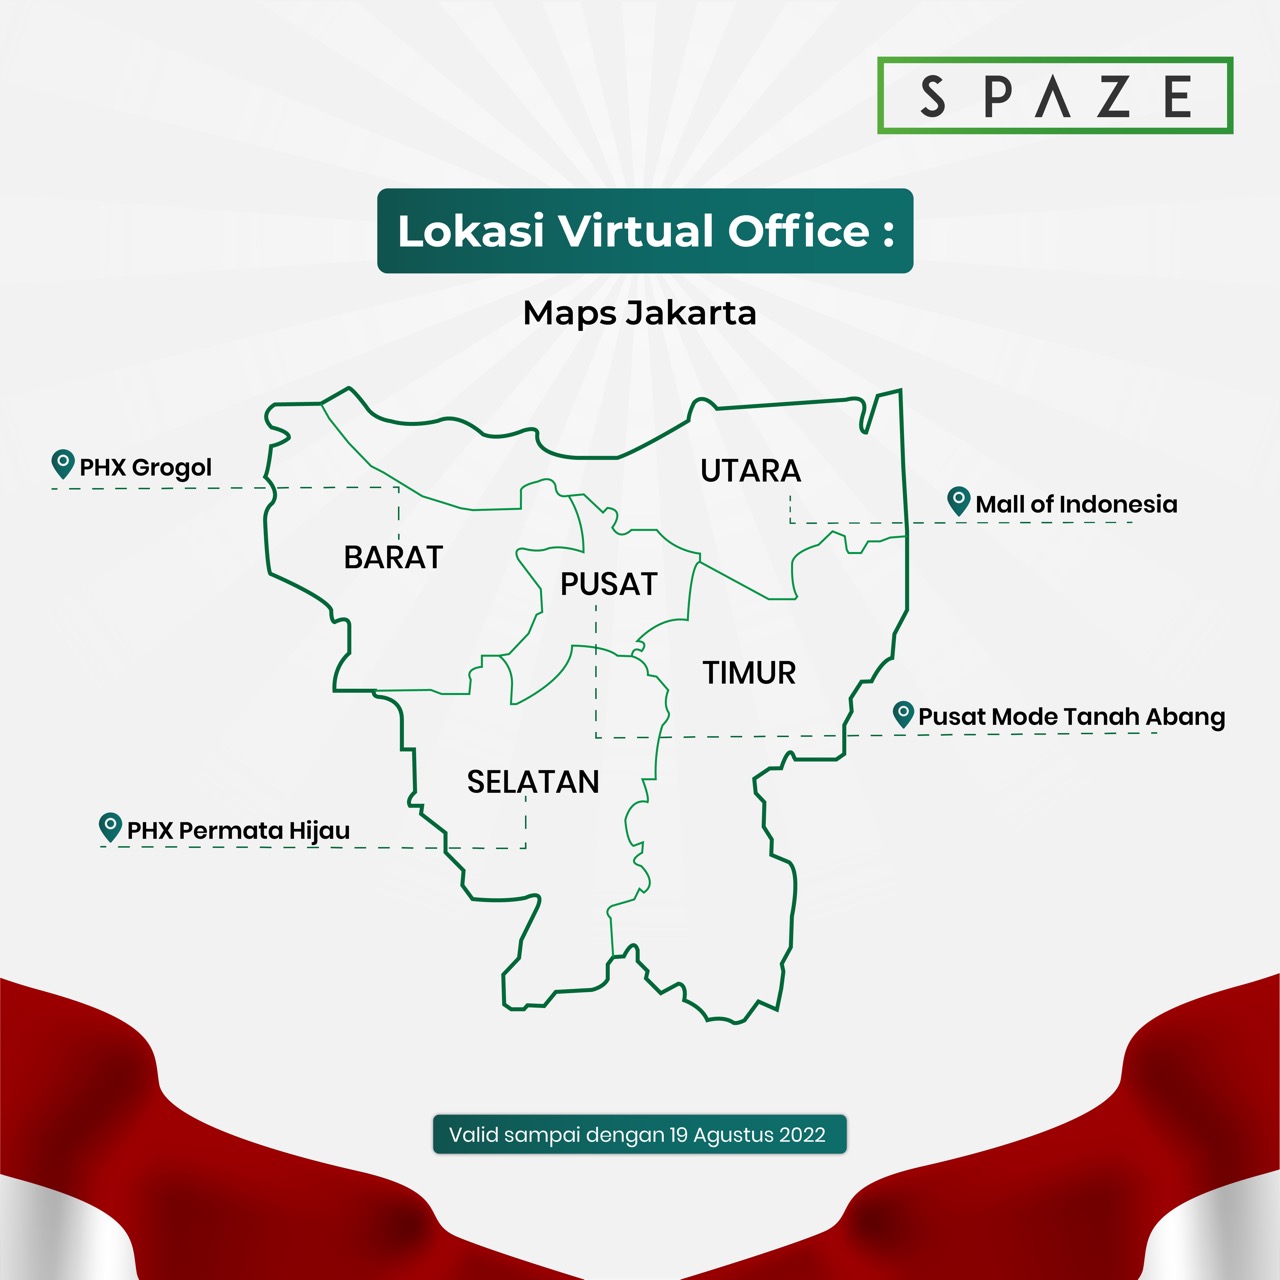 SPAZE
Lokasi Virtual Office :
Maps Jakarta
PHX Grogol
UTARA
Mall of Indonesia
BARAT
PUSAT
TIMUR
Pusat Mode Tanah Abang
SELATAN
PHX Permata Hijau
Valid sampai dengan 19 Agustus 2022